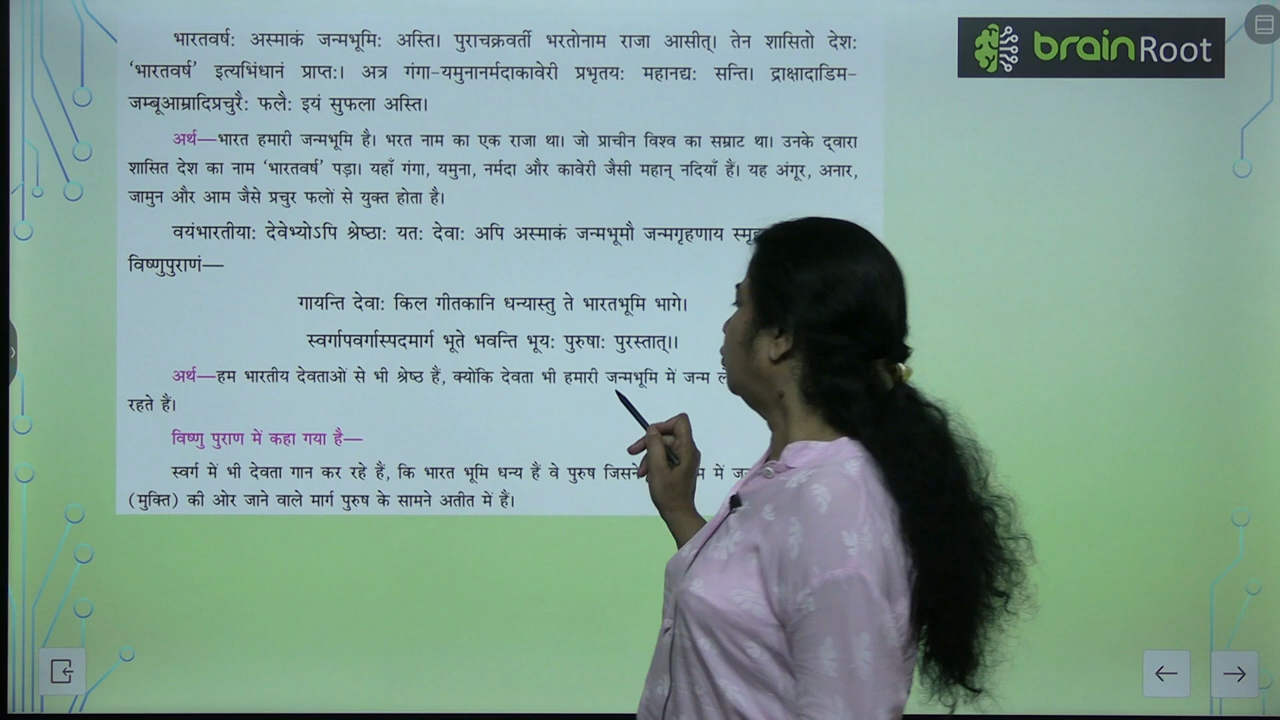 भारतवर्षः अस्माकं जन्मभूमिः अस्ति। पुराचक्रवर्ती भरतोनाम राजा आसीत्। तेन शासितो देशः
‘भारतवर्ष’ इत्यभिंधानं प्राप्तः। अत्र गंगा-यमुनानर्मदाकावेरी प्रभृतयः महानद्यः सन्ति। द्राक्षादाडिम-
जम्बूआम्रादिप्रचुरैः फलैः इयं सुफला अस्ति।
अर्थ—भारत हमारी जन्मभूमि है। भरत नाम का एक राजा था। जो प्राचीन विश्व का सम्राट था। उनके द्वारा
शासित देश का नाम ‘भारतवर्ष’ पड़ा। यहाँ गंगा, यमुना, नर्मदा और कावेरी जैसी महान् नदियाँ हैं। यह अंगूर, अनार,
जामुन और आम जैसे प्रचुर फलों से युक्त होता है।
वयंभारतीयाः देवेभ्योऽपि श्रेष्ठाः यतः देवाः अपि अस्माकं जन्मभूमौ जन्मगृहणाय
विष्णुपुराणं—
गायन्ति देवाः किल गीतकानि धन्यास्तु ते भारतभूमि भागे।
स्वर्गापवर्गास्पदमार्ग भूते भवन्ति भूयः पुरुषाः पुरस्तात्।।
अर्थ—हम भारतीय देवताओं से भी श्रेष्ठ हैं, क्योंकि देवता भी हमारी जन्मभूमि में जन्म
रहते हैं।
विष्णु पुराण में कहा गया है—
स्वर्ग में भी देवता गान कर रहे हैं, कि भारत भूमि धन्य हैं वे पुरुष में
(मुक्ति) की ओर जाने वाले मार्ग पुरुष के सामने अतीत में हैं।
brainRoot